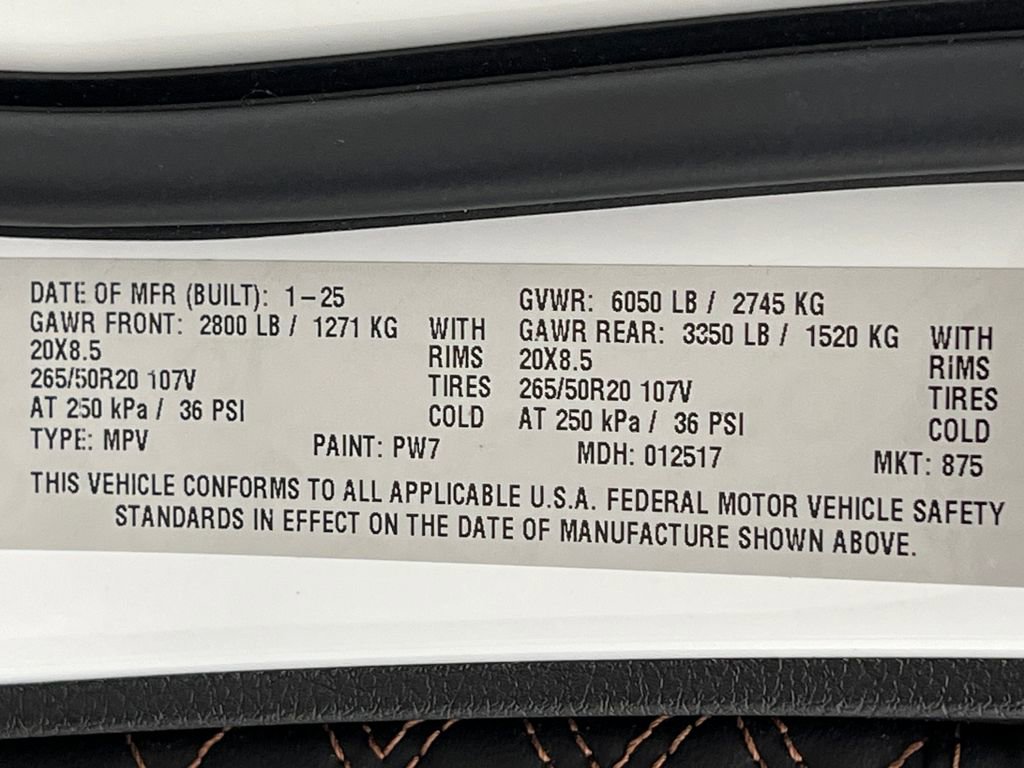 DATE OF MFR (BUILT): 1-25 GVWR: 6050 LB / 2745 KG
GAWR FRONT: 2800 LB / 1271 KG WITH GAWR REAR: 3350 LB / 1520 KG WITH
20X8.5 RIMS 20X8.5 RIMS
265/50R20 107V TIRES 265/50R20 107V TIRES
AT 250 kPa / 36 PSI COLD AT 250 kPa / 36 PSI COLD
TYPE: MPV PAINT: PW7 MDH: 012517 MKT: 875
THIS VEHICLE CONFORMS TO ALL APPLICABLE U.S.A. FEDERAL MOTOR VEHICLE SAFETY
STANDARDS IN EFFECT ON THE DATE OF MANUFACTURE SHOWN ABOVE.